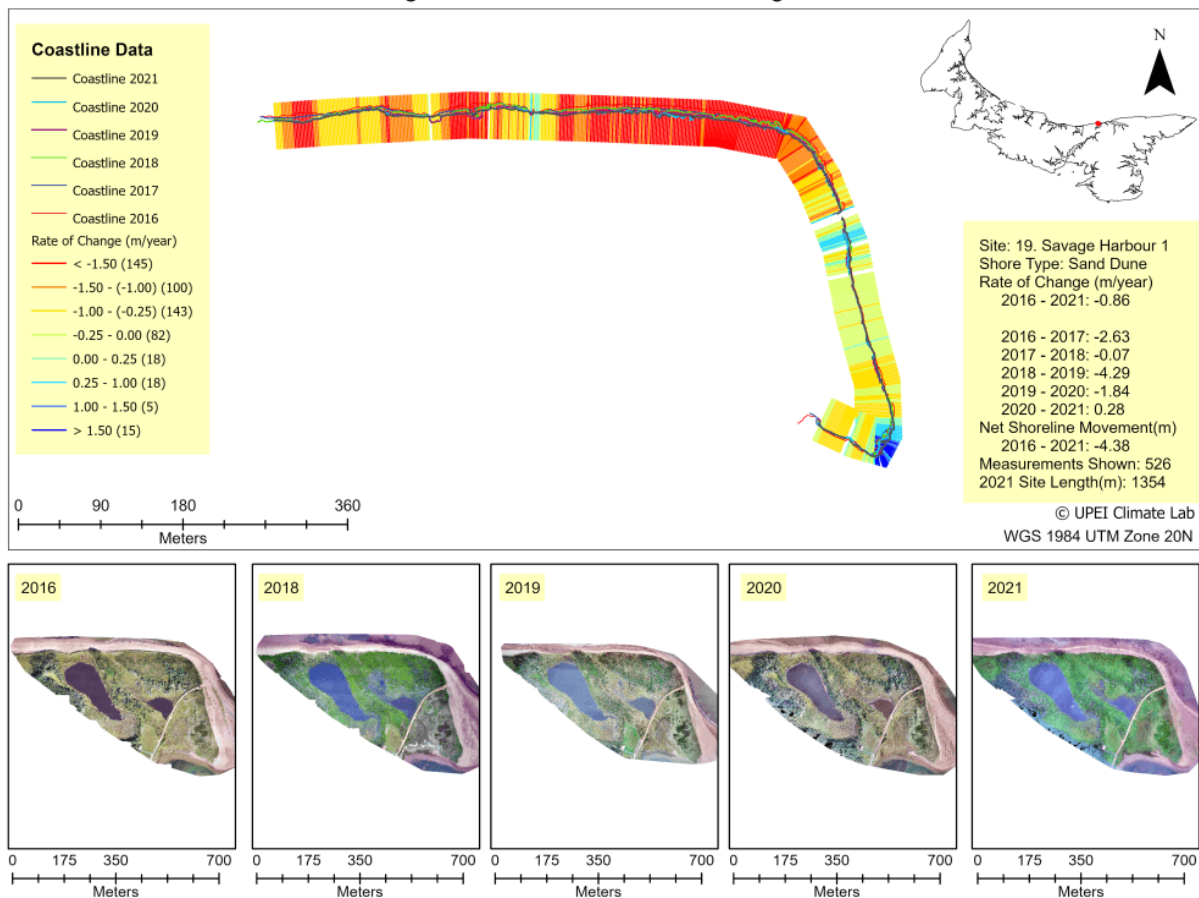 Coastline Data
Coastline 2021
Coastline 2020
Coastline 2019
Coastline 2018
Coastline 2017
Coastline 2016
Rate of Change (m/year)
< -1.50 (145)
-1.50 - (-1.00) (100)
-1.00 - (-0.25) (143)
-0.25 - 0.00 (82)
0.00 - 0.25 (18)
0.25 - 1.00 (18)
1.00 - 1.50 (5)
> 1.50 (15)
0 90 180 360
Meters
N
Site: 19. Savage Harbour 1
Shore Type: Sand Dune
Rate of Change (m/year)
2016 - 2021: -0.86
2016 - 2017: -2.63
2017 - 2018: -0.07
2018 - 2019: -4.29
2019 - 2020: -1.84
2020 - 2021: 0.28
Net Shoreline Movement(m)
2016 - 2021: -4.38
Measurements Shown: 526
2021 Site Length(m): 1354
© UPEI Climate Lab
WGS 1984 UTM Zone 20N
2016
2018
2019
2020
2021
0 175 350 700
Meters
0 175 350 700
Meters
0 175 350 700
Meters
0 175 350 700
Meters
0 175 350 700
Meters